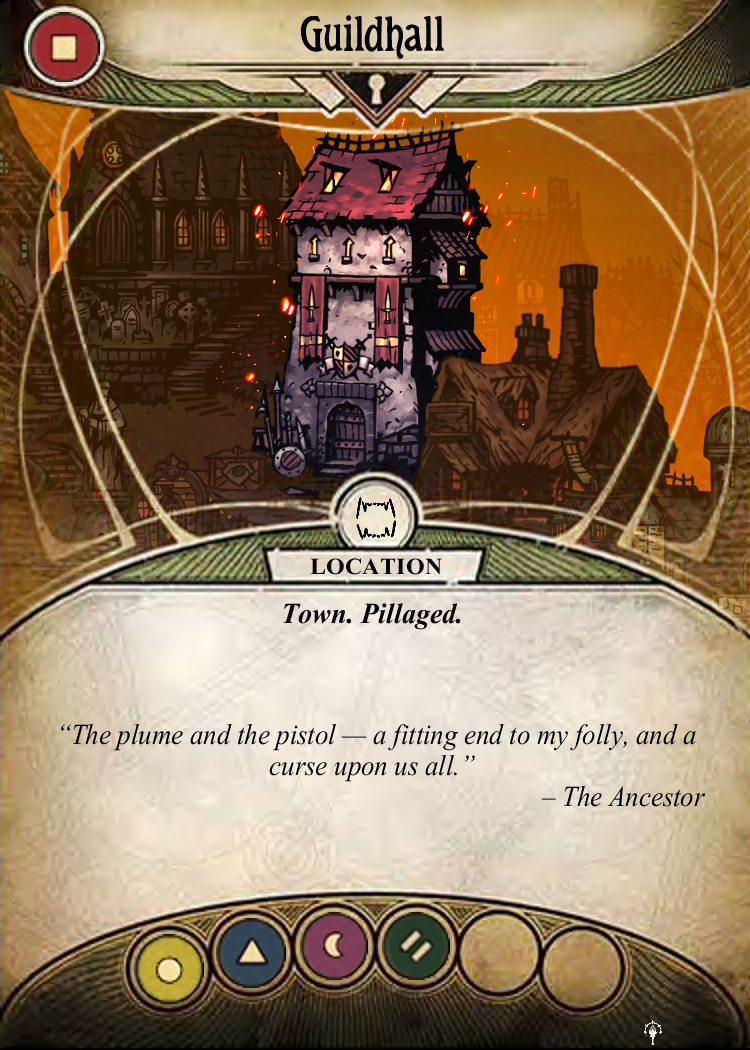 Guildhall
LOCATION
Town. Pillaged.
“The plume and the pistol — a fitting end to my folly, and a
curse upon us all.”
– The Ancestor